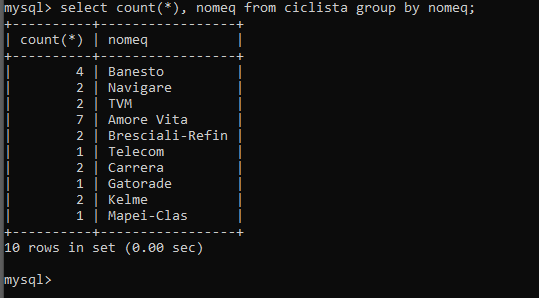 mysql> select count(*), nomeq from ciclista group by nomeq;
+----------+-----------------+
| count(*) | nomeq           |
+----------+-----------------+
|        4 | Banesto         |
|        2 | Navigare        |
|        2 | TVM             |
|        7 | Amore Vita      |
|        2 | Bresciali-Refin |
|        1 | Telecom         |
|        2 | Carrera         |
|        1 | Gatorade        |
|        2 | Kelme           |
|        1 | Mapei-Clas      |
+----------+-----------------+
10 rows in set (0.00 sec)
mysql>